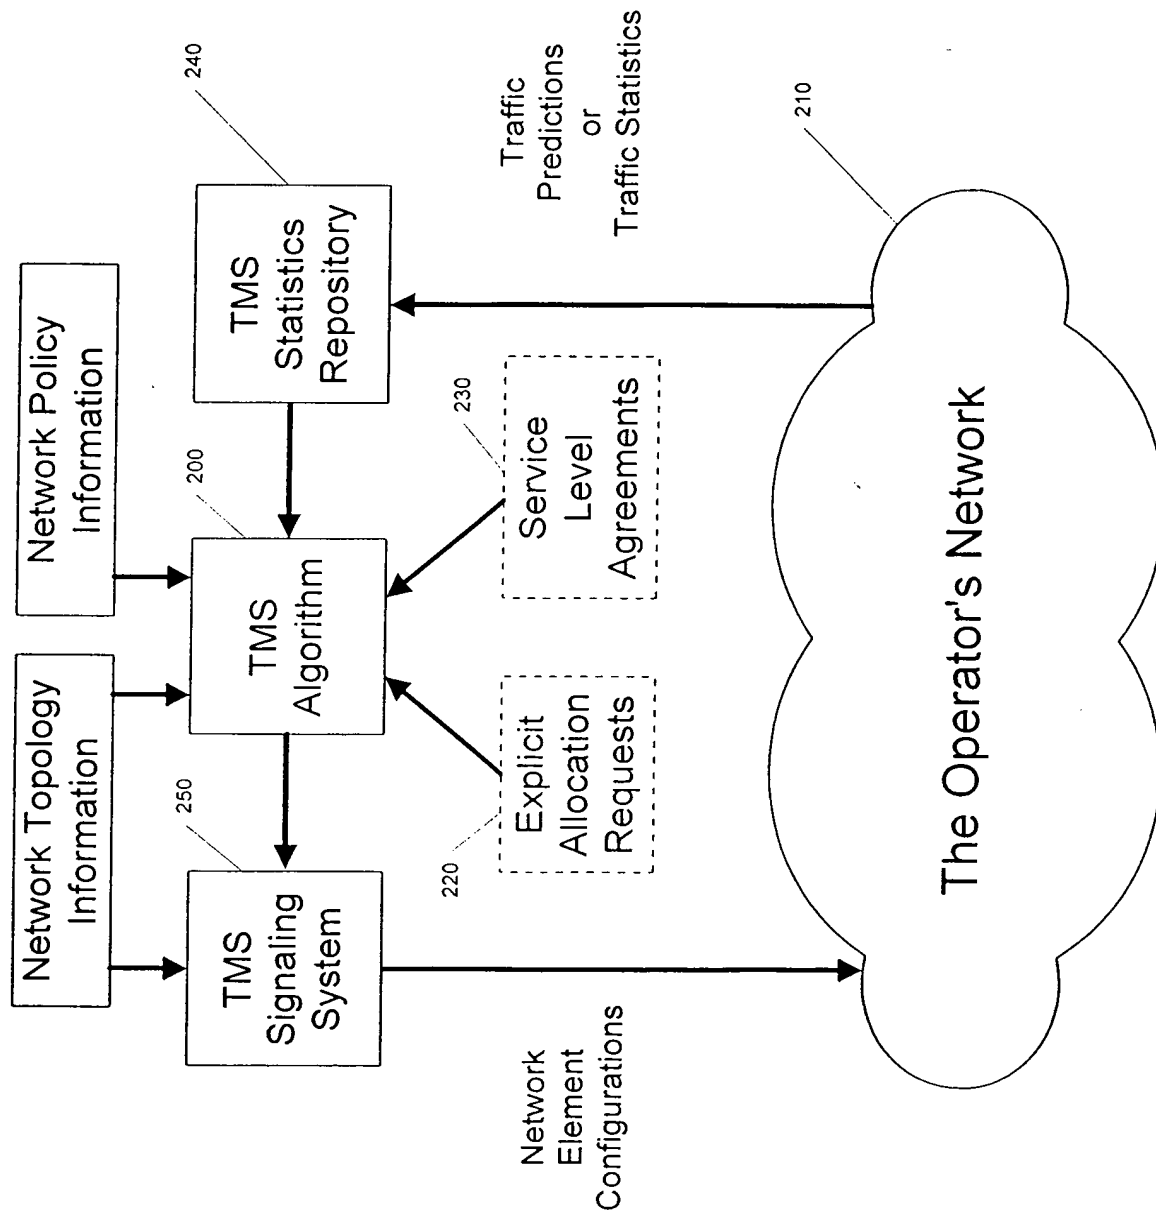 Network Topology
Information
Network Policy
Information
250
200
240
TMS
Signaling
System
TMS
Algorithm
TMS
Statistics
Repository
220
230
Network
Element
Configurations
Explicit
Allocation
Requests
Service
Level
Agreements
Traffic
Predictions
or
Traffic Statistics
210
The Operator's Network